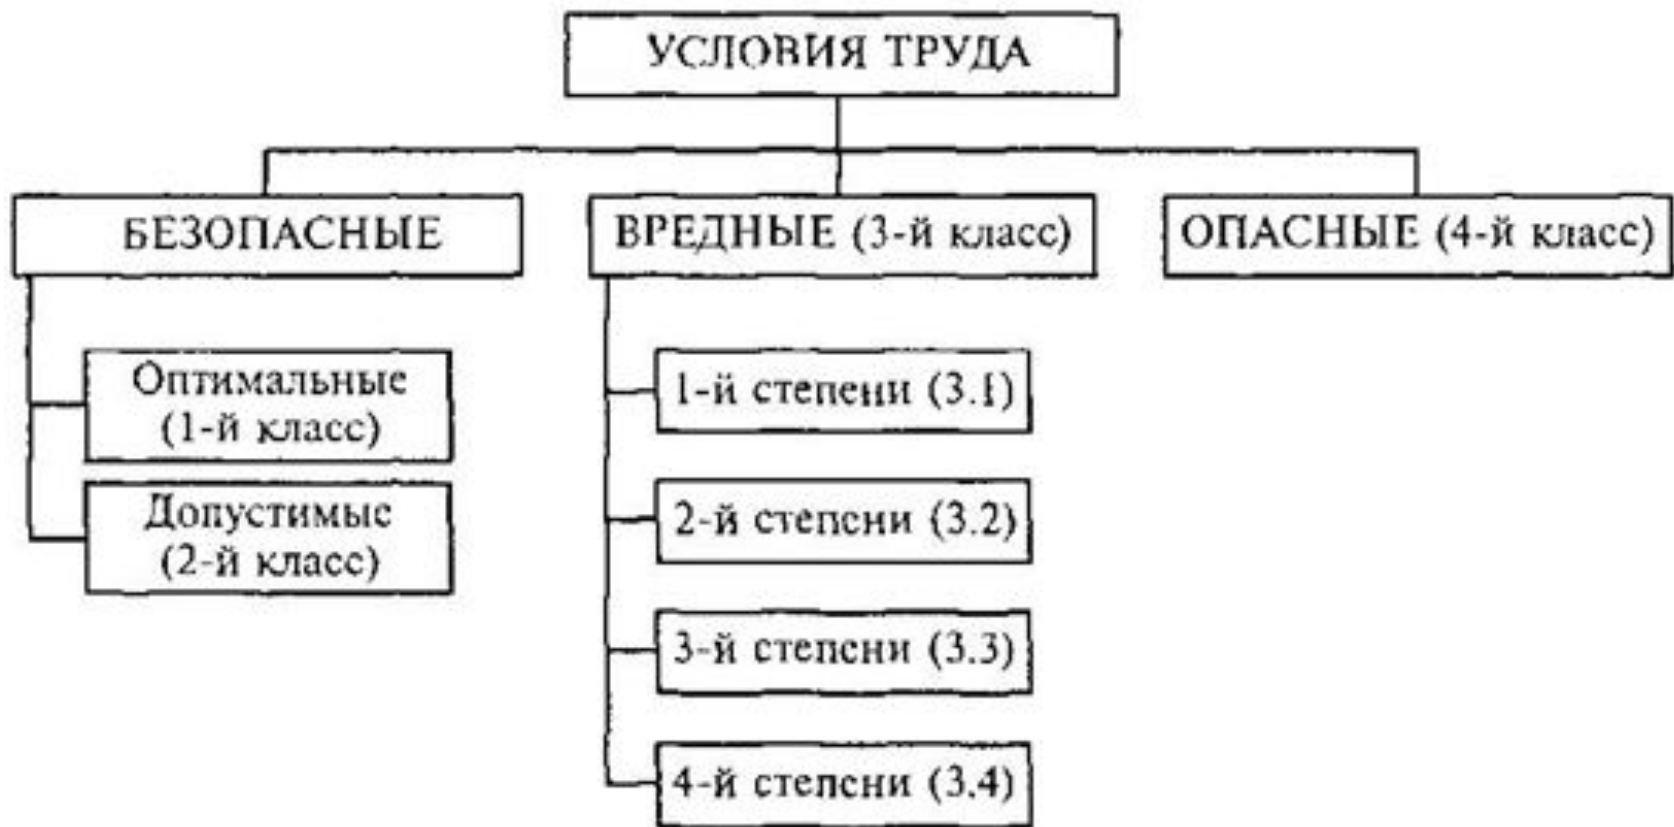 УСЛОВИЯ ТРУДА
БЕЗОПАСНЫЕ
ВРЕДНЫЕ (3-й класс)
ОПАСНЫЕ (4-й класс)
Оптимальные
(1-й класс)
Допустимые
(2-й класс)
1-й степени (3.1)
2-й степени (3.2)
3-й степени (3.3)
4-й степени (3.4)